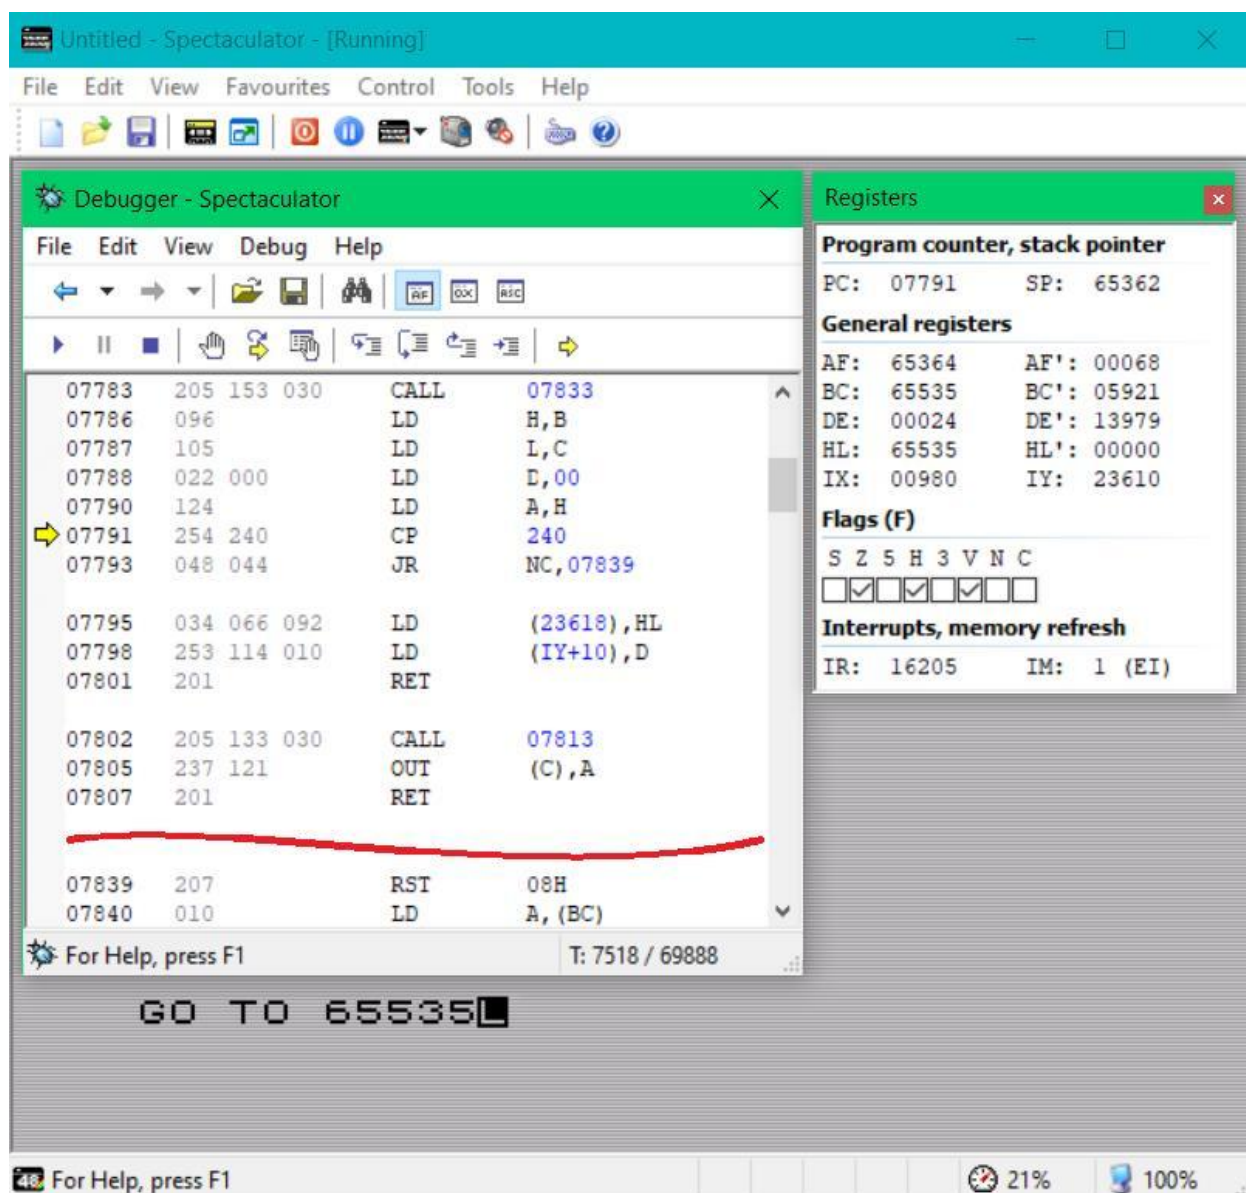 Untitled - Spectaculator - [Running]
File Edit View Favourites Control Tools Help
Debugger - Spectaculator
File Edit View Debug Help
AF OX ASC
07783 205 153 030 CALL 07833
07786 096 LD H,B
07787 105 LD L,C
07788 022 000 LD D,00
07790 124 LD A,H
07791 254 240 CP 240
07793 048 044 JR NC,07839
07795 034 066 092 LD (23618),HL
07798 253 114 010 LD (IY+10),D
07801 201 RET
07802 205 133 030 CALL 07813
07805 237 121 OUT (C),A
07807 201 RET
07839 207 RST 08H
07840 010 LD A,(BC)
For Help, press F1 T: 7518 / 69888
Registers
Program counter, stack pointer
PC: 07791 SP: 65362
General registers
AF: 65364 AF': 00068
BC: 65535 BC': 05921
DE: 00024 DE': 13979
HL: 65535 HL': 00000
IX: 00980 IY: 23610
Flags (F)
S Z 5 H 3 V N C
Interrupts, memory refresh
IR: 16205 IM: 1 (EI)
GO TO 65535L
48 For Help, press F1 21% 100%